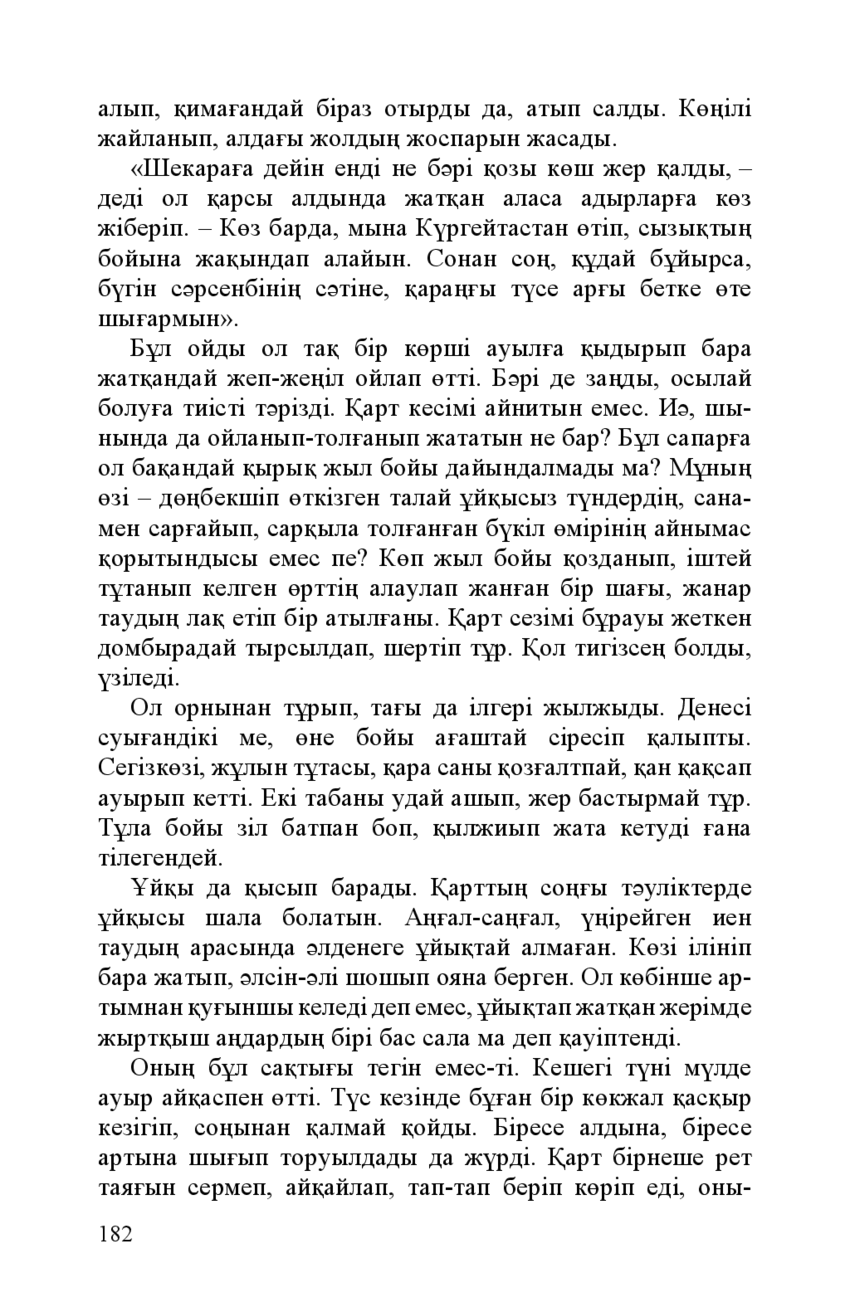 алып, қимағандай біраз отырды да, атып салды. Көңілі
жайланып, алдағы жолдың жоспарын жасады.
«Шекараға дейін енді не бәрі қозы көш жер қалды, –
деді ол қарсы алдында жатқан аласа адырларға көз
жіберіп. – Көз барда, мына Күргейтастан өтіп, сызықтың
бойына жақындап алайын. Сонан соң, құдай бұйырса,
бүгін сәрсенбінің сәтіне, қараңғы түсе арғы бетке өте
шығармын».
Бұл ойды ол тақ бір көрші ауылға қыдырып бара
жатқандай жеп-жеңіл ойлап өтті. Бәрі де заңды, осылай
болуға тиісті тәрізді. Қарт кесімі айнитын емес. Иә, шы-
нында да ойланып-толғанып жататын не бар? Бұл сапарға
ол бақандай қырық жыл бойы дайындалмады ма? Мұның
өзі – дөңбекшіп өткізген талай ұйқысыз түндердің, сана-
мен сарғайып, сарқыла толғанған бүкіл өмірінің айнымас
қорытындысы емес пе? Көп жыл бойы қозданып, іштей
тұтанып келген өрттің алаулап жанған бір шағы, жанар
таудың лақ етіп бір атылғаны. Қарт сезімі бұрауы жеткен
домбырадай тырсылдап, шертіп тұр. Қол тигізсең болды,
үзіледі.
Ол орнынан тұрып, тағы да ілгері жылжыды. Денесі
суығандікі ме, өне бойы ағаштай сіресіп қалыпты.
Сегізкөзі, жұлын тұтасы, қара саны қозғалтпай, қан қақсап
ауырып кетті. Екі табаны удай ашып, жер бастырмай тұр.
Тұла бойы зіл батпан боп, қылжиып жата кетуді ғана
тілегендей.
Ұйқы да қысып барады. Қарттың соңғы тәуліктерде
ұйқысы шала болатын. Аңғал-саңғал, үңірейген иен
таудың арасында әлденеге ұйықтай алмаған. Көзі ілініп
бара жатып, әлсін-әлі шошып ояна берген. Ол көбінше ар-
тымнан қуғыншы келеді деп емес, ұйықтап жатқан жерімде
жыртқыш аңдардың бірі бас сала ма деп қауіптенді.
Оның бұл сақтығы тегін емес-ті. Кешегі түні мүлде
ауыр айқаспен өтті. Түс кезінде бұған бір көкжал қасқыр
кезігіп, соңынан қалмай қойды. Біресе алдына, біресе
артына шығып торуылдады да жүрді. Қарт бірнеше рет
таяғын сермеп, айқайлап, тап-тап беріп көріп еді, оны-
182